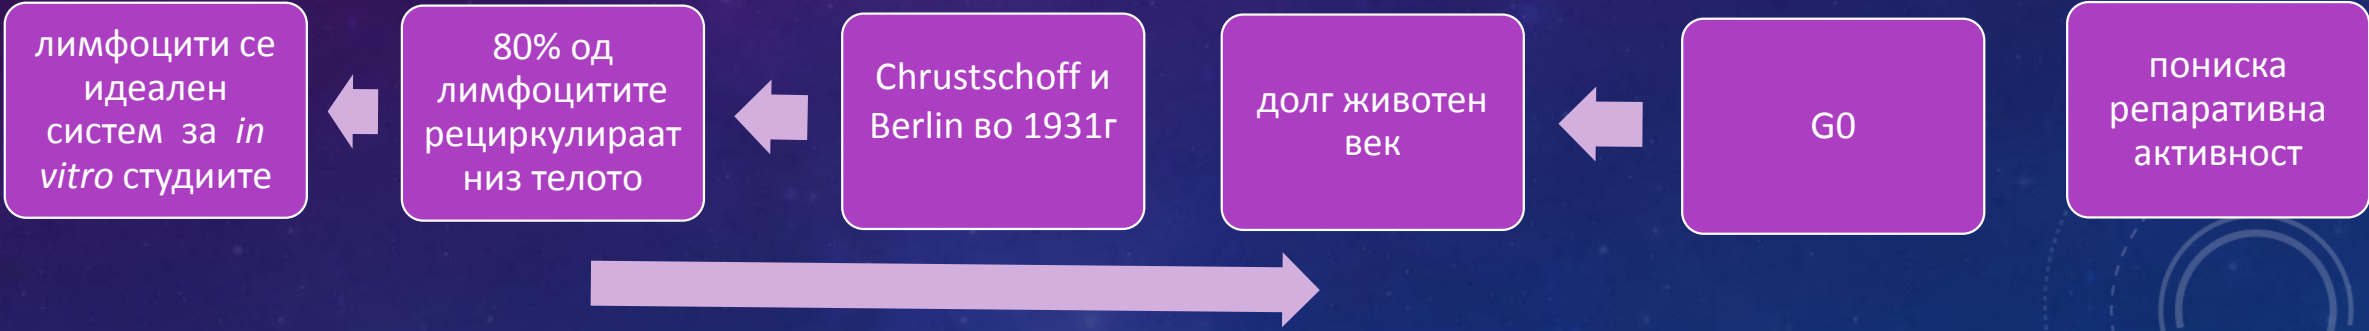 лимфоцити се
идеален
систем за in
vitro студиите
80% од
лимфоцитите
рециркулираат
низ телото
Chrustschoff и
Berlin во 1931г
долг животен
век
G0
пониска
репаративна
активност